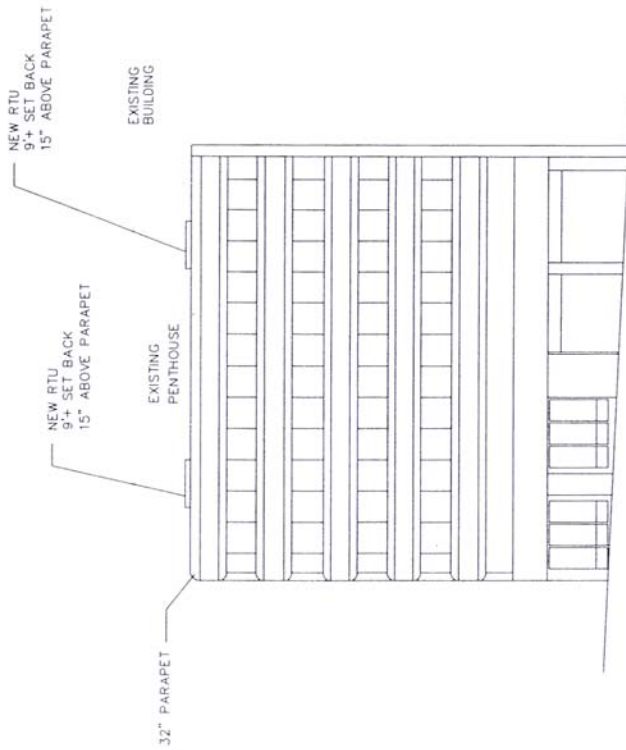 NEW RTU
9'+ SET BACK
15" ABOVE PARAPET
NEW RTU
9'+ SET BACK
15" ABOVE PARAPET
EXISTING
PENTHOUSE
EXISTING
BUILDING
32" PARAPET